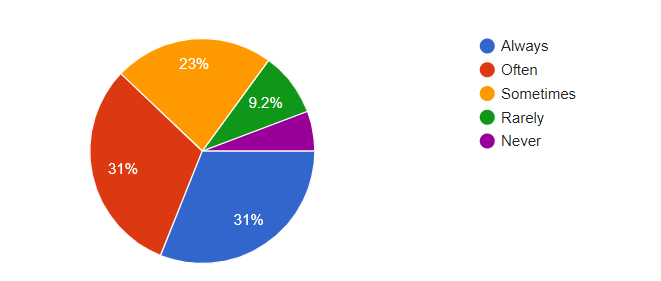 23%
9.2%
31%
31%
Always
Often
Sometimes
Rarely
Never